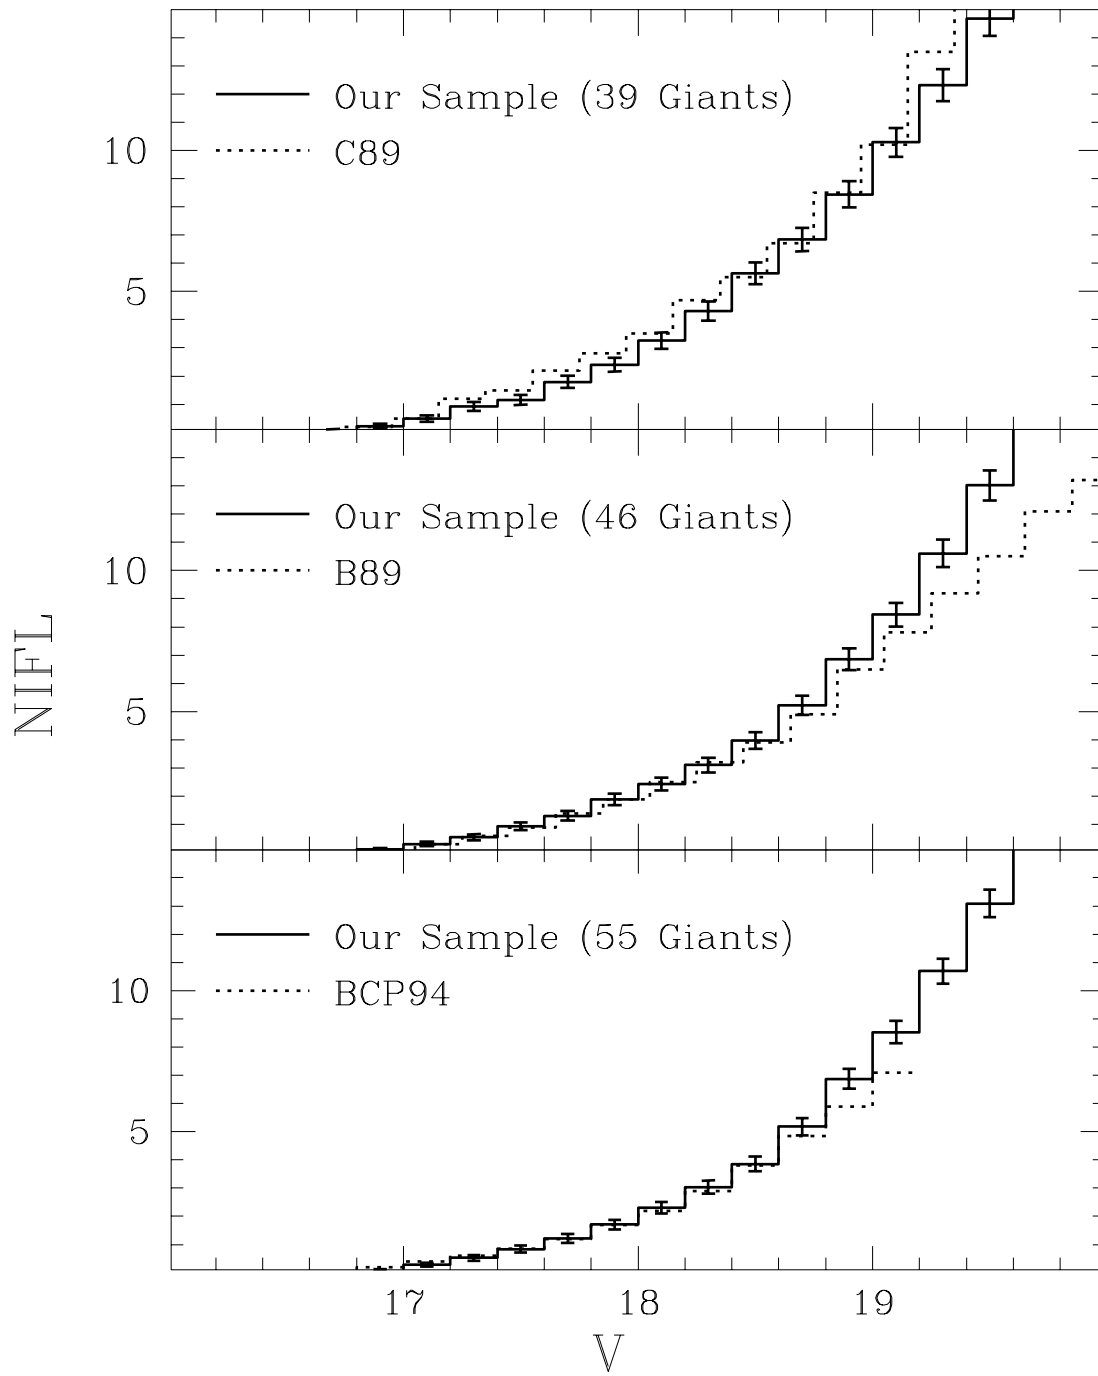 Our Sample (39 Giants)
C89
10
5
Our Sample (46 Giants)
B89
10
5
NIFL
Our Sample (55 Giants)
BCP94
10
5
17 18 19
V